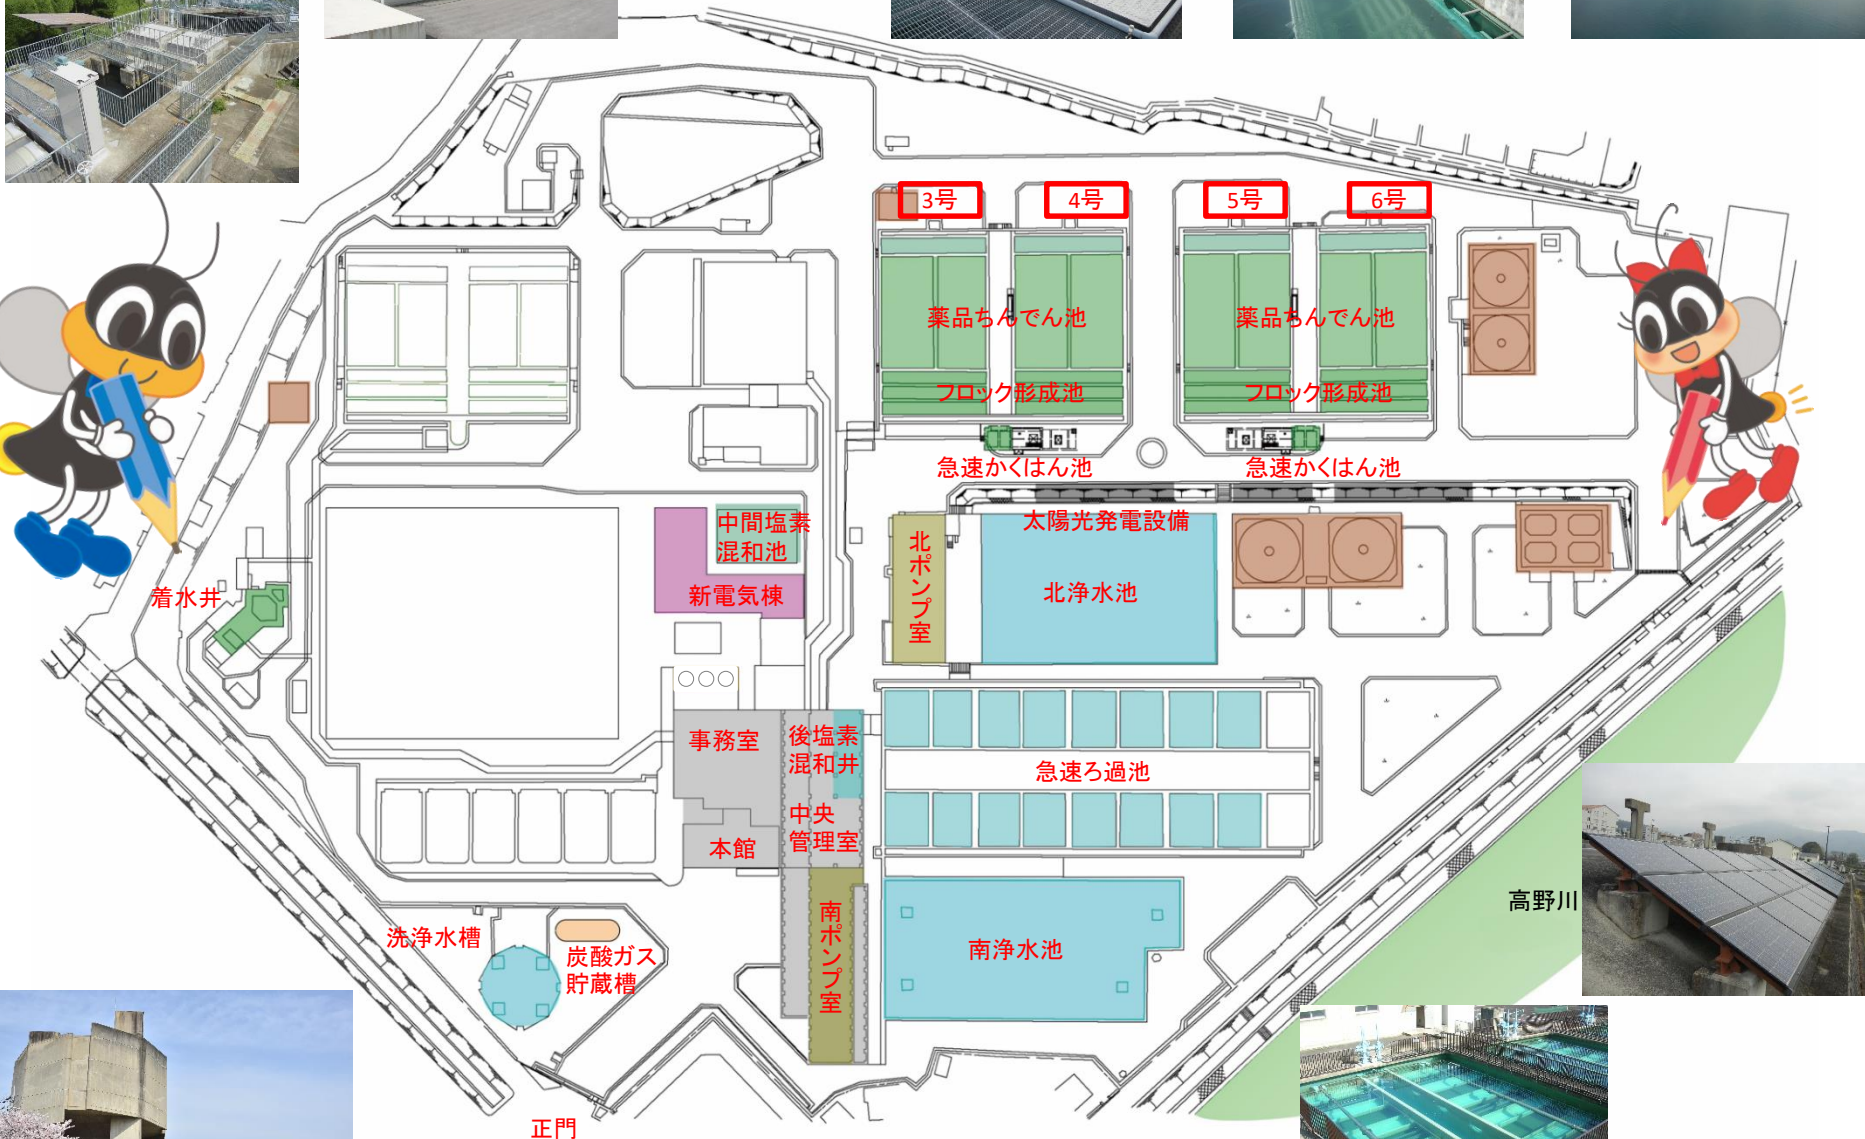 3号
4号
5号
6号
薬品ちんでん池
薬品ちんでん池
フロック形成池
フロック形成池
急速かくはん池
急速かくはん池
中間塩素
混和池
太陽光発電設備
北ポンプ室
新電気棟
北浄水池
着水井
事務室
後塩素
混和井
急速ろ過池
中央
管理室
本館
高野川
洗浄水槽
炭酸ガス
貯蔵槽
南ポンプ室
南浄水池
正門